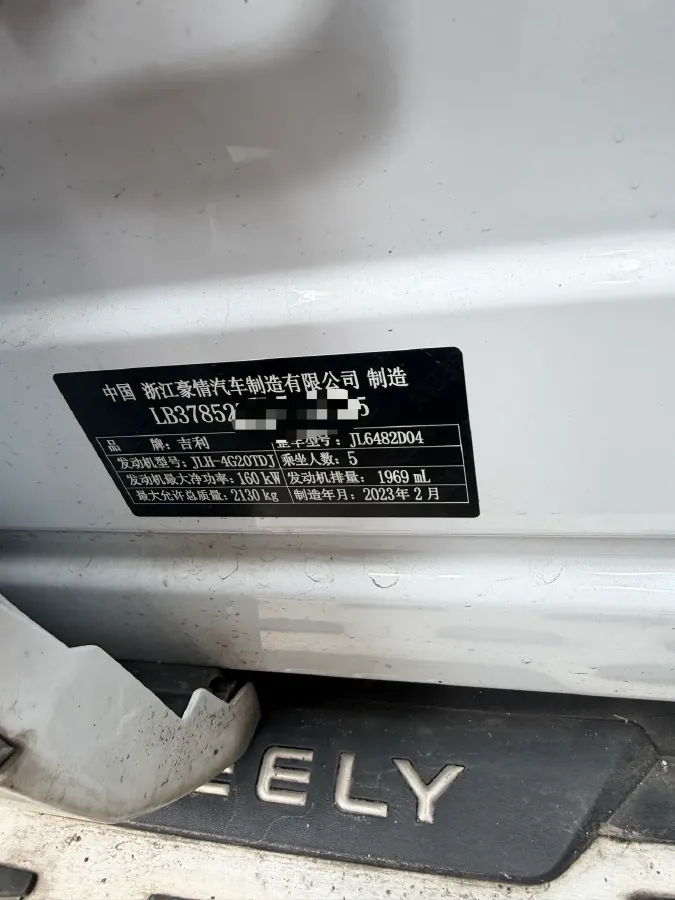 中国 浙江豪情汽车制造有限公司 制造
LB37852 5
品 牌：吉利 整车型号：JL6482D04
发动机型号：JLH-4G20TDJ 乘坐人数：5
发动机最大净功率：160 kW 发动机排量：1969 mL
最大允许总质量：2130 kg 制造年月：2023年2月
EELY